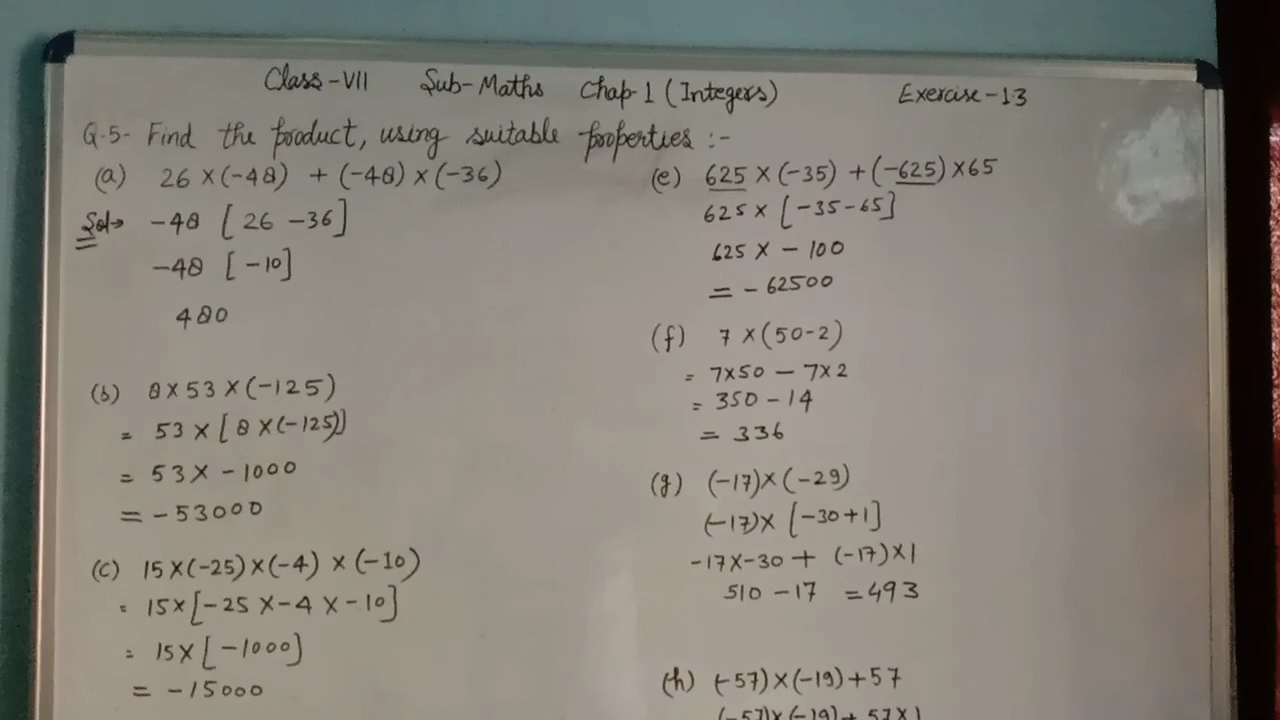 Class-VII Sub-Maths Chap-1 (Integers) Exercise-13
Q.5- Find the product, using suitable properties :-
(a) 26 ×(-48) + (-48) × (-36)
Sol→ -48 [ 26 -36]
-48 [-10]
480
(b) 8×53×(-125)
= 53 × [8 ×(-125)]
= 53× -1000
= -53000
(c) 15×(-25)×(-4) × (-10)
= 15×[-25 ×-4 × -10]
= 15×[-1000]
= -15000
(e) 625 × (-35) + (-625) ×65
625× [-35-65]
625 × - 100
= - 62500
(f) 7 ×(50-2)
= 7×50 - 7×2
= 350 - 14
= 336
(g) (-17)×(-29)
(-17)× [-30+1]
-17×-30 + (-17)×1
510 -17 =493
(h) (-57)×(-19)+57
(-57)×(-19)+ 57×1